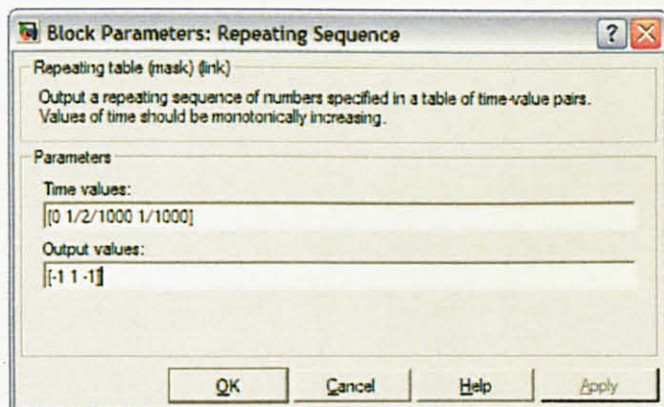 Block Parameters: Repeating Sequence
Repeating table (mask) (link)
Output a repeating sequence of numbers specified in a table of time-value pairs.
Values of time should be monotonically increasing.
Parameters
Time values:
[0 1/2/1000 1/1000]
Output values:
[-1 1 -1]
OK Cancel Help Apply